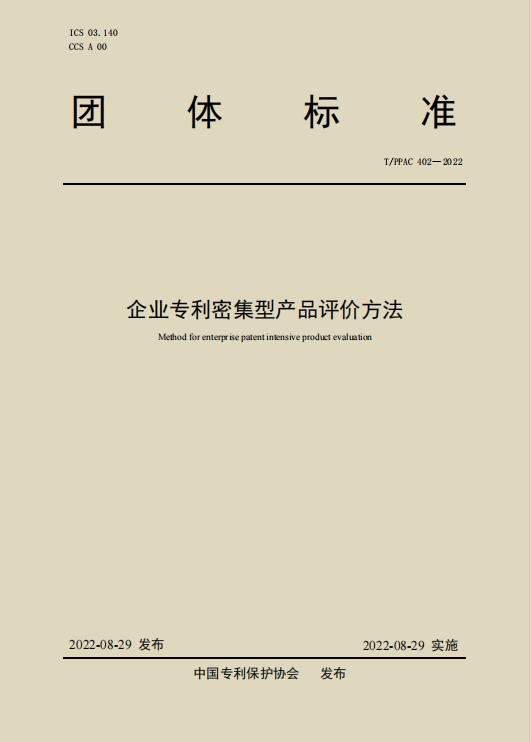 ICS 03.140
CCS A 00
团体标准
T/PPAC 402—2022
企业专利密集型产品评价方法
Method for enterprise patent intensive product evaluation
2022-08-29 发布
2022-08-29 实施
中国专利保护协会 发布